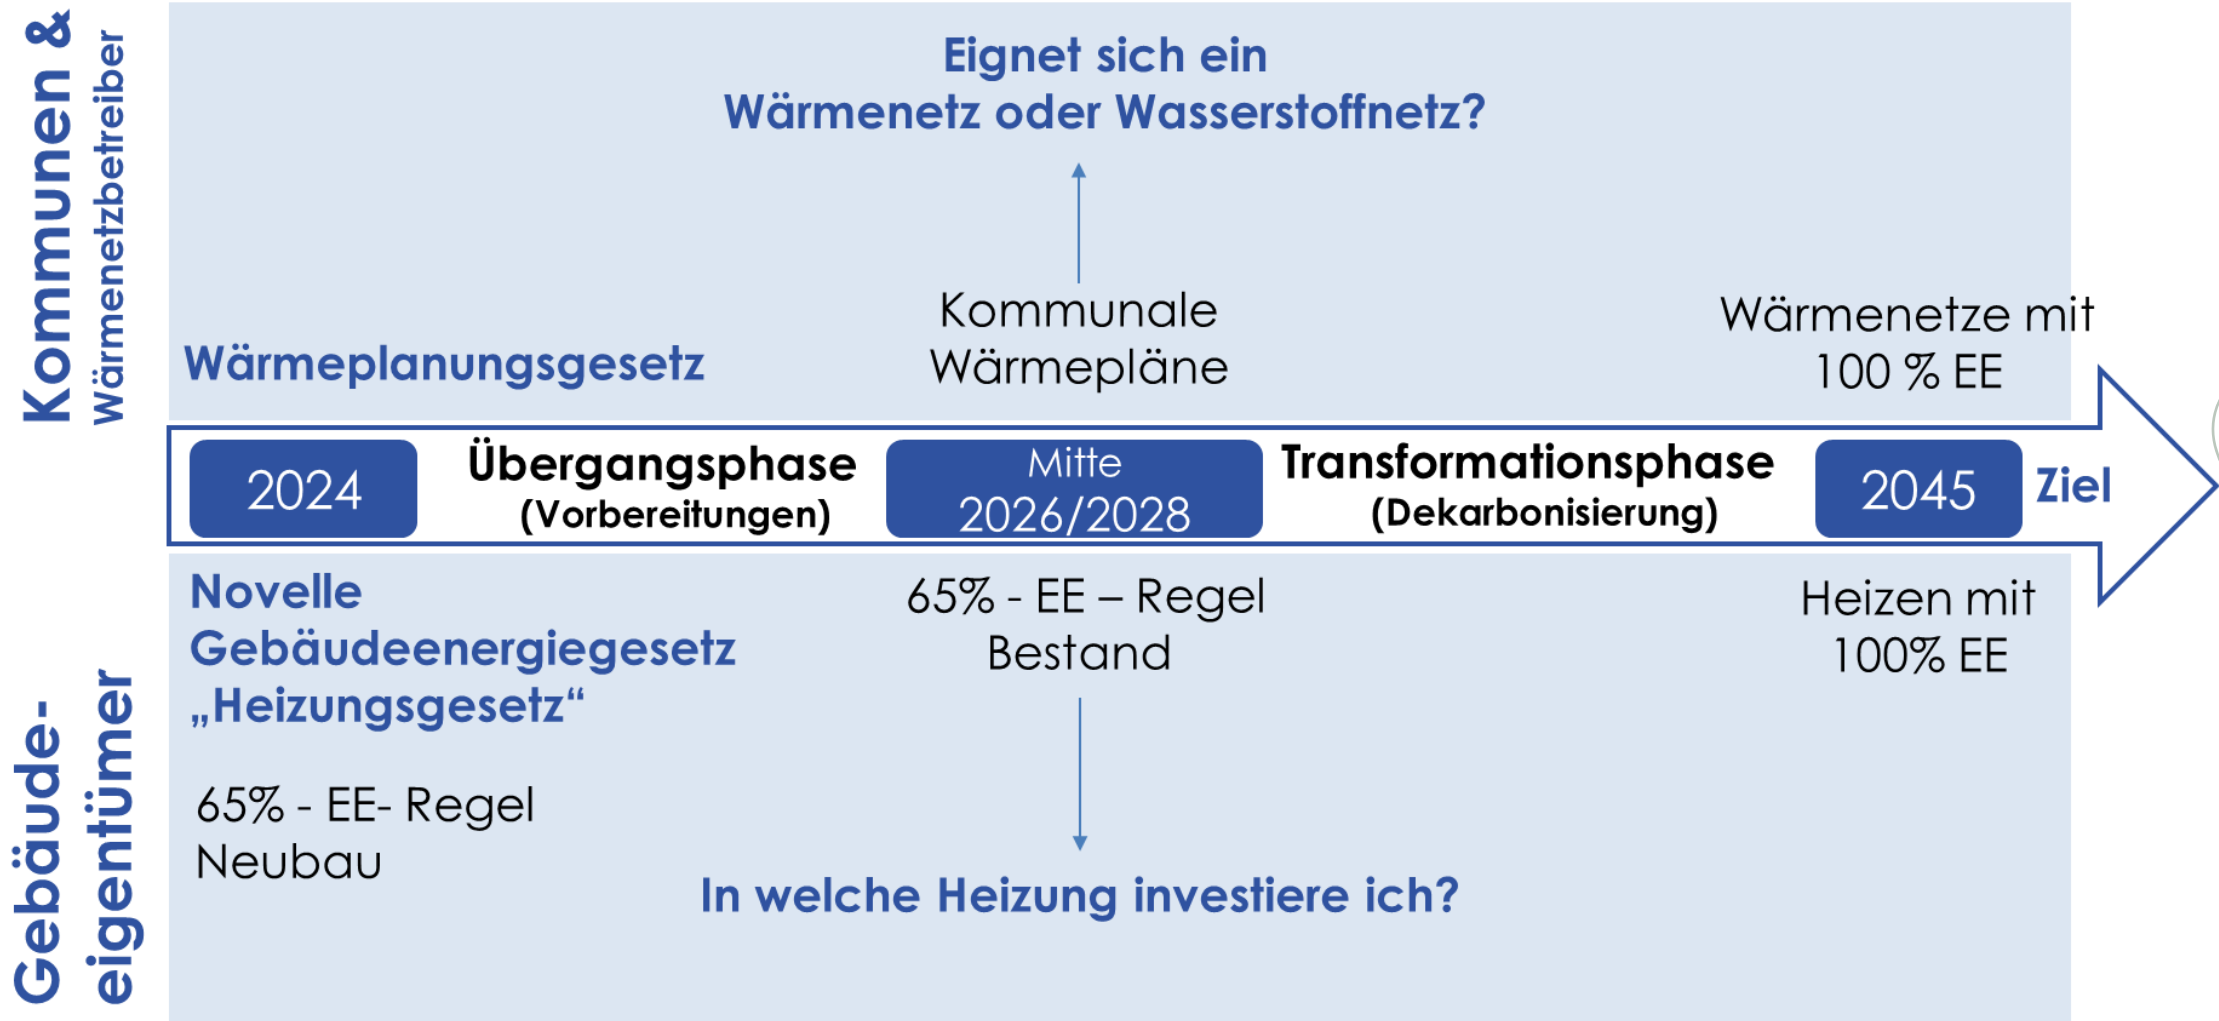 Kommunen &
Wärmenetzbetreiber
Eignet sich ein
Wärmenetz oder Wasserstoffnetz?
Wärmeplanungsgesetz
Kommunale
Wärmepläne
Wärmenetze mit
100 % EE
2024
Übergangsphase
(Vorbereitungen)
Mitte
2026/2028
Transformationsphase
(Dekarbonisierung)
2045
Ziel
Gebäude-
eigentümer
Novelle
Gebäudeenergiegesetz
„Heizungsgesetz“
65% - EE- Regel
Neubau
65% - EE – Regel
Bestand
In welche Heizung investiere ich?
Heizen mit
100% EE